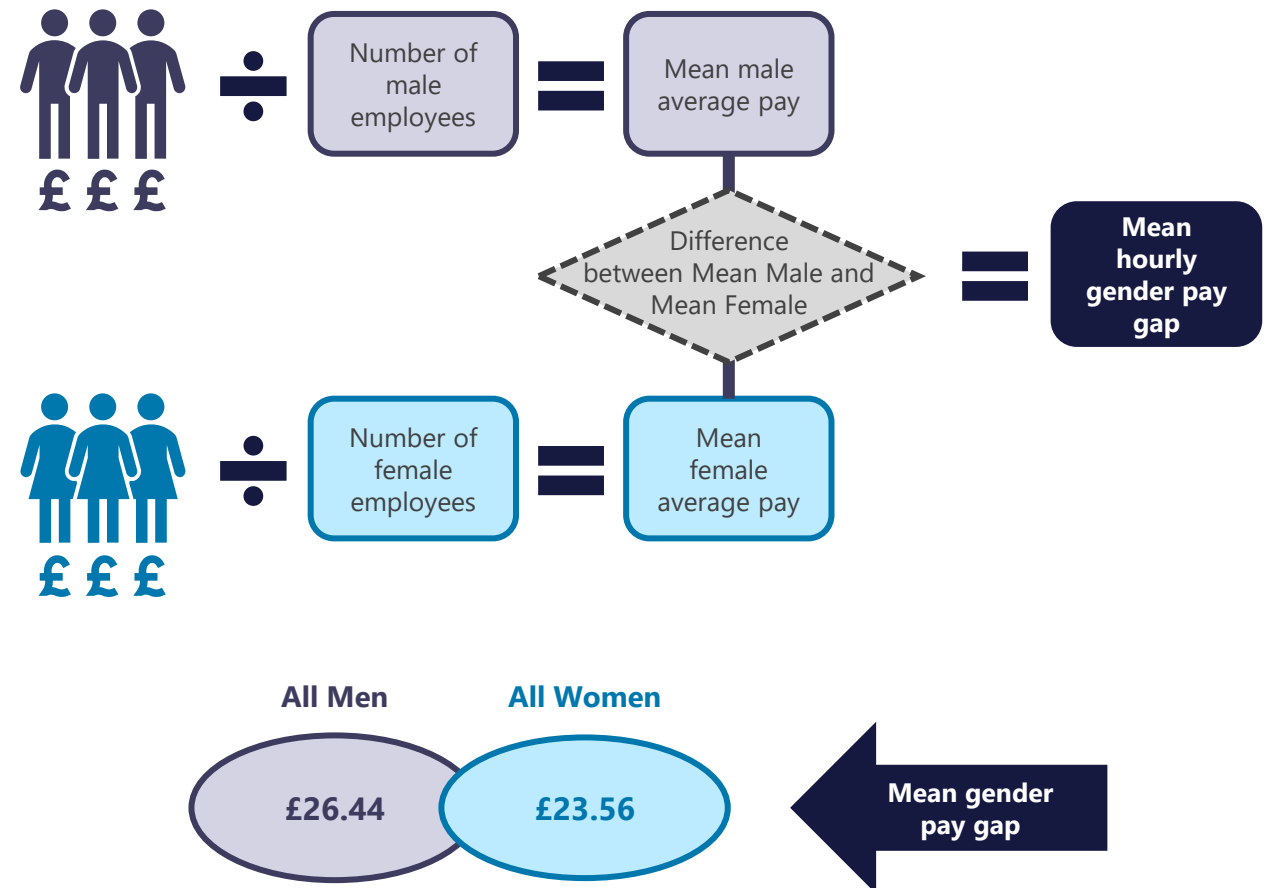 Number of
male
employees
Mean male
average pay
£ £ £
Difference
between Mean Male and
Mean Female
Mean
hourly
gender pay
gap
Number of
female
employees
Mean
female
average pay
£ £ £
All Men
All Women
£26.44
£23.56
Mean gender
pay gap